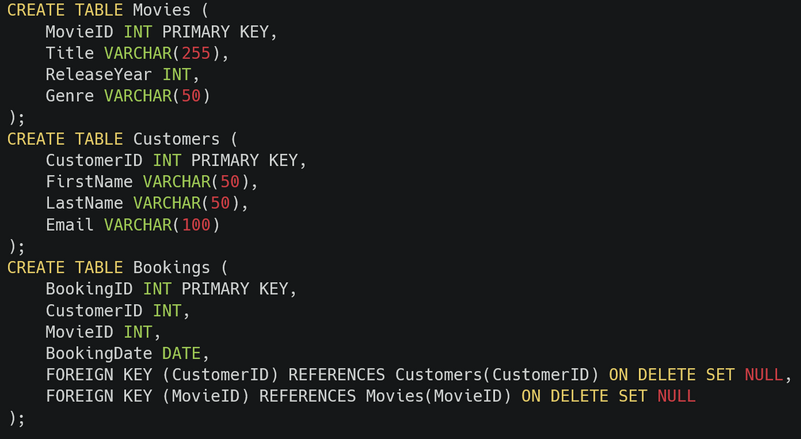 CREATE TABLE Movies (
    MovieID INT PRIMARY KEY,
    Title VARCHAR(255),
    ReleaseYear INT,
    Genre VARCHAR(50)
);
CREATE TABLE Customers (
    CustomerID INT PRIMARY KEY,
    FirstName VARCHAR(50),
    LastName VARCHAR(50),
    Email VARCHAR(100)
);
CREATE TABLE Bookings (
    BookingID INT PRIMARY KEY,
    CustomerID INT,
    MovieID INT,
    BookingDate DATE,
    FOREIGN KEY (CustomerID) REFERENCES Customers(CustomerID) ON DELETE SET NULL,
    FOREIGN KEY (MovieID) REFERENCES Movies(MovieID) ON DELETE SET NULL
);